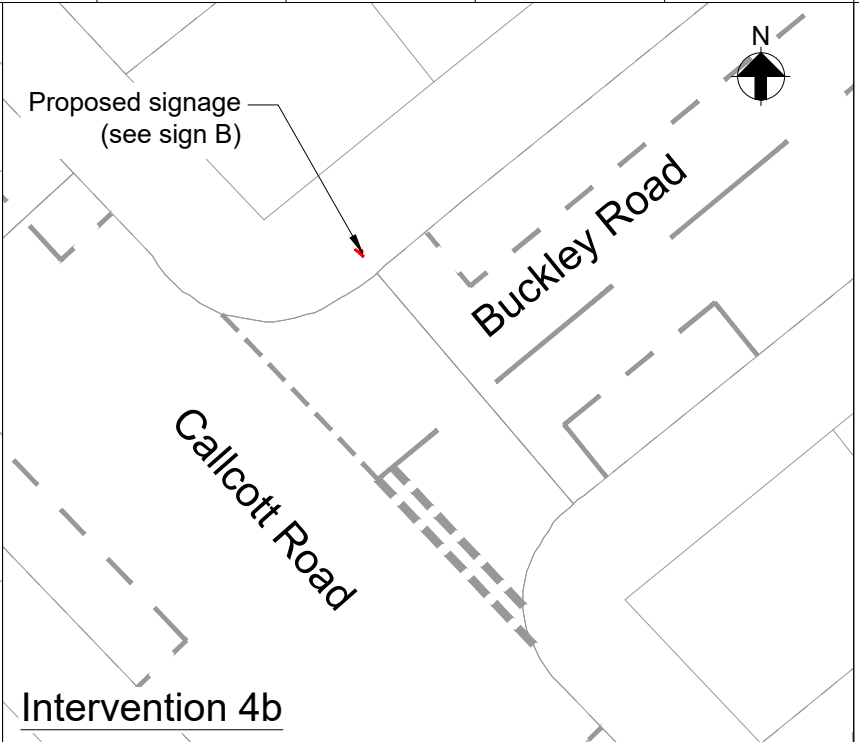 N
Proposed signage
(see sign B)
Buckley Road
Callcott Road
Intervention 4b